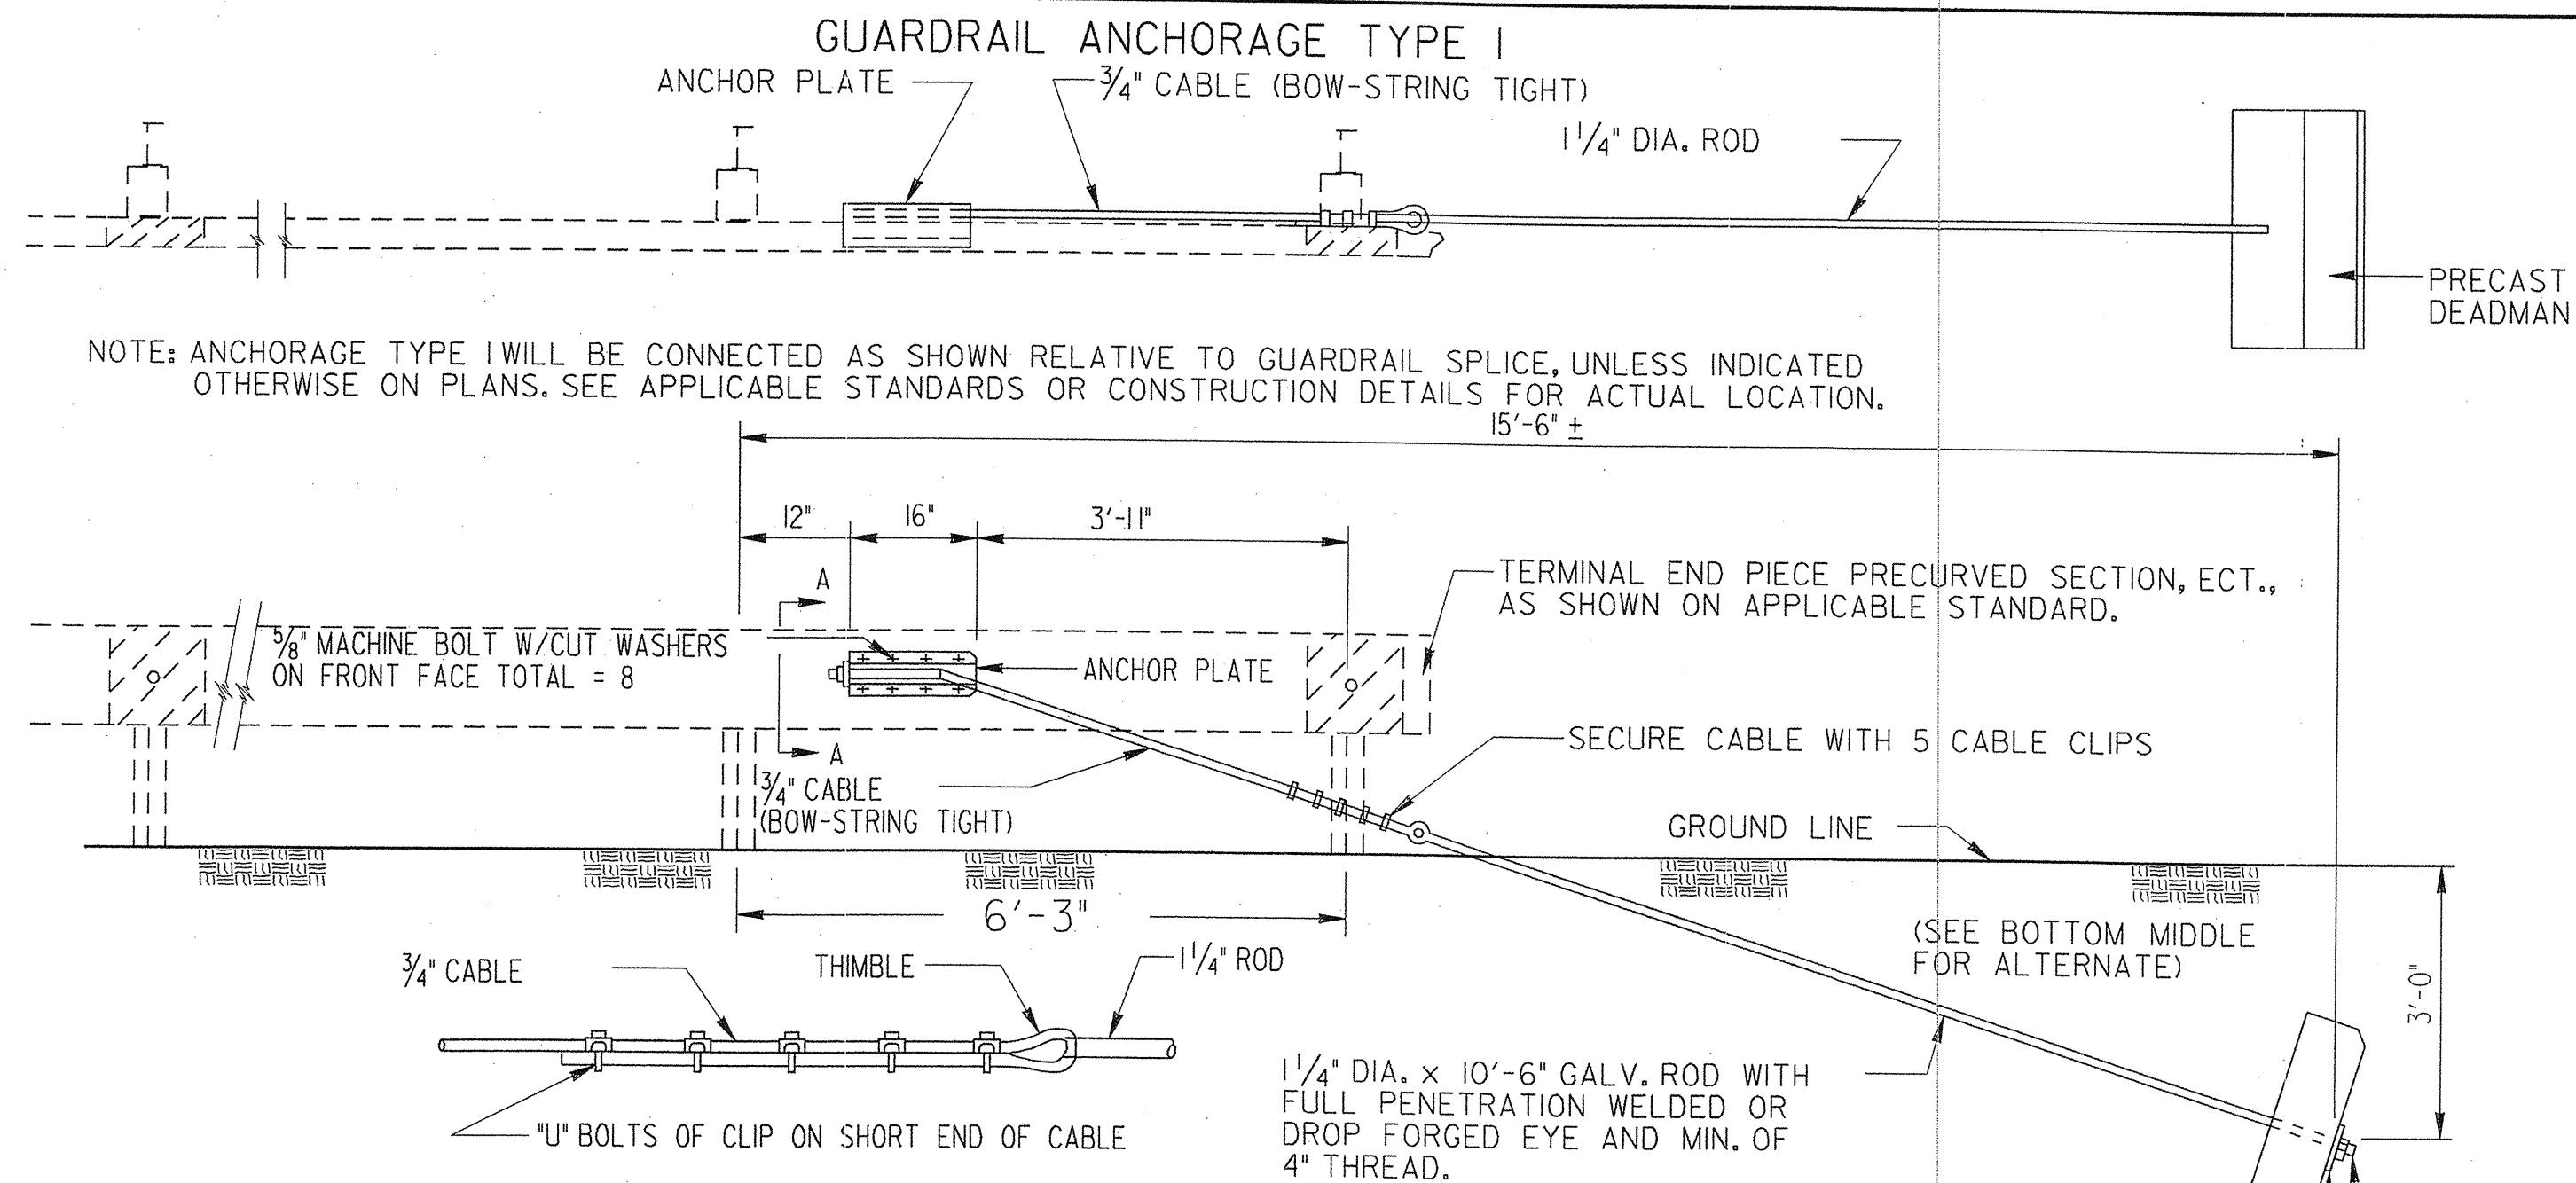 GUARDRAIL ANCHORAGE TYPE I
ANCHOR PLATE
3/4" CABLE (BOW-STRING TIGHT)
1 1/4" DIA. ROD
PRECAST
DEADMAN
NOTE: ANCHORAGE TYPE I WILL BE CONNECTED AS SHOWN RELATIVE TO GUARDRAIL SPLICE, UNLESS INDICATED
OTHERWISE ON PLANS. SEE APPLICABLE STANDARDS OR CONSTRUCTION DETAILS FOR ACTUAL LOCATION.
15'-6" ±
12"
16"
3'-11"
A
TERMINAL END PIECE PRECURVED SECTION, ECT.,
AS SHOWN ON APPLICABLE STANDARD.
5/8" MACHINE BOLT W/CUT WASHERS
ON FRONT FACE TOTAL = 8
ANCHOR PLATE
A
SECURE CABLE WITH 5 CABLE CLIPS
3/4" CABLE
(BOW-STRING TIGHT)
GROUND LINE
6'-3"
(SEE BOTTOM MIDDLE
FOR ALTERNATE)
3'-0"
3/4" CABLE
THIMBLE
1 1/4" ROD
1 1/4" DIA. x 10'-6" GALV. ROD WITH
FULL PENETRATION WELDED OR
DROP FORGED EYE AND MIN. OF
4" THREAD.
"U" BOLTS OF CLIP ON SHORT END OF CABLE